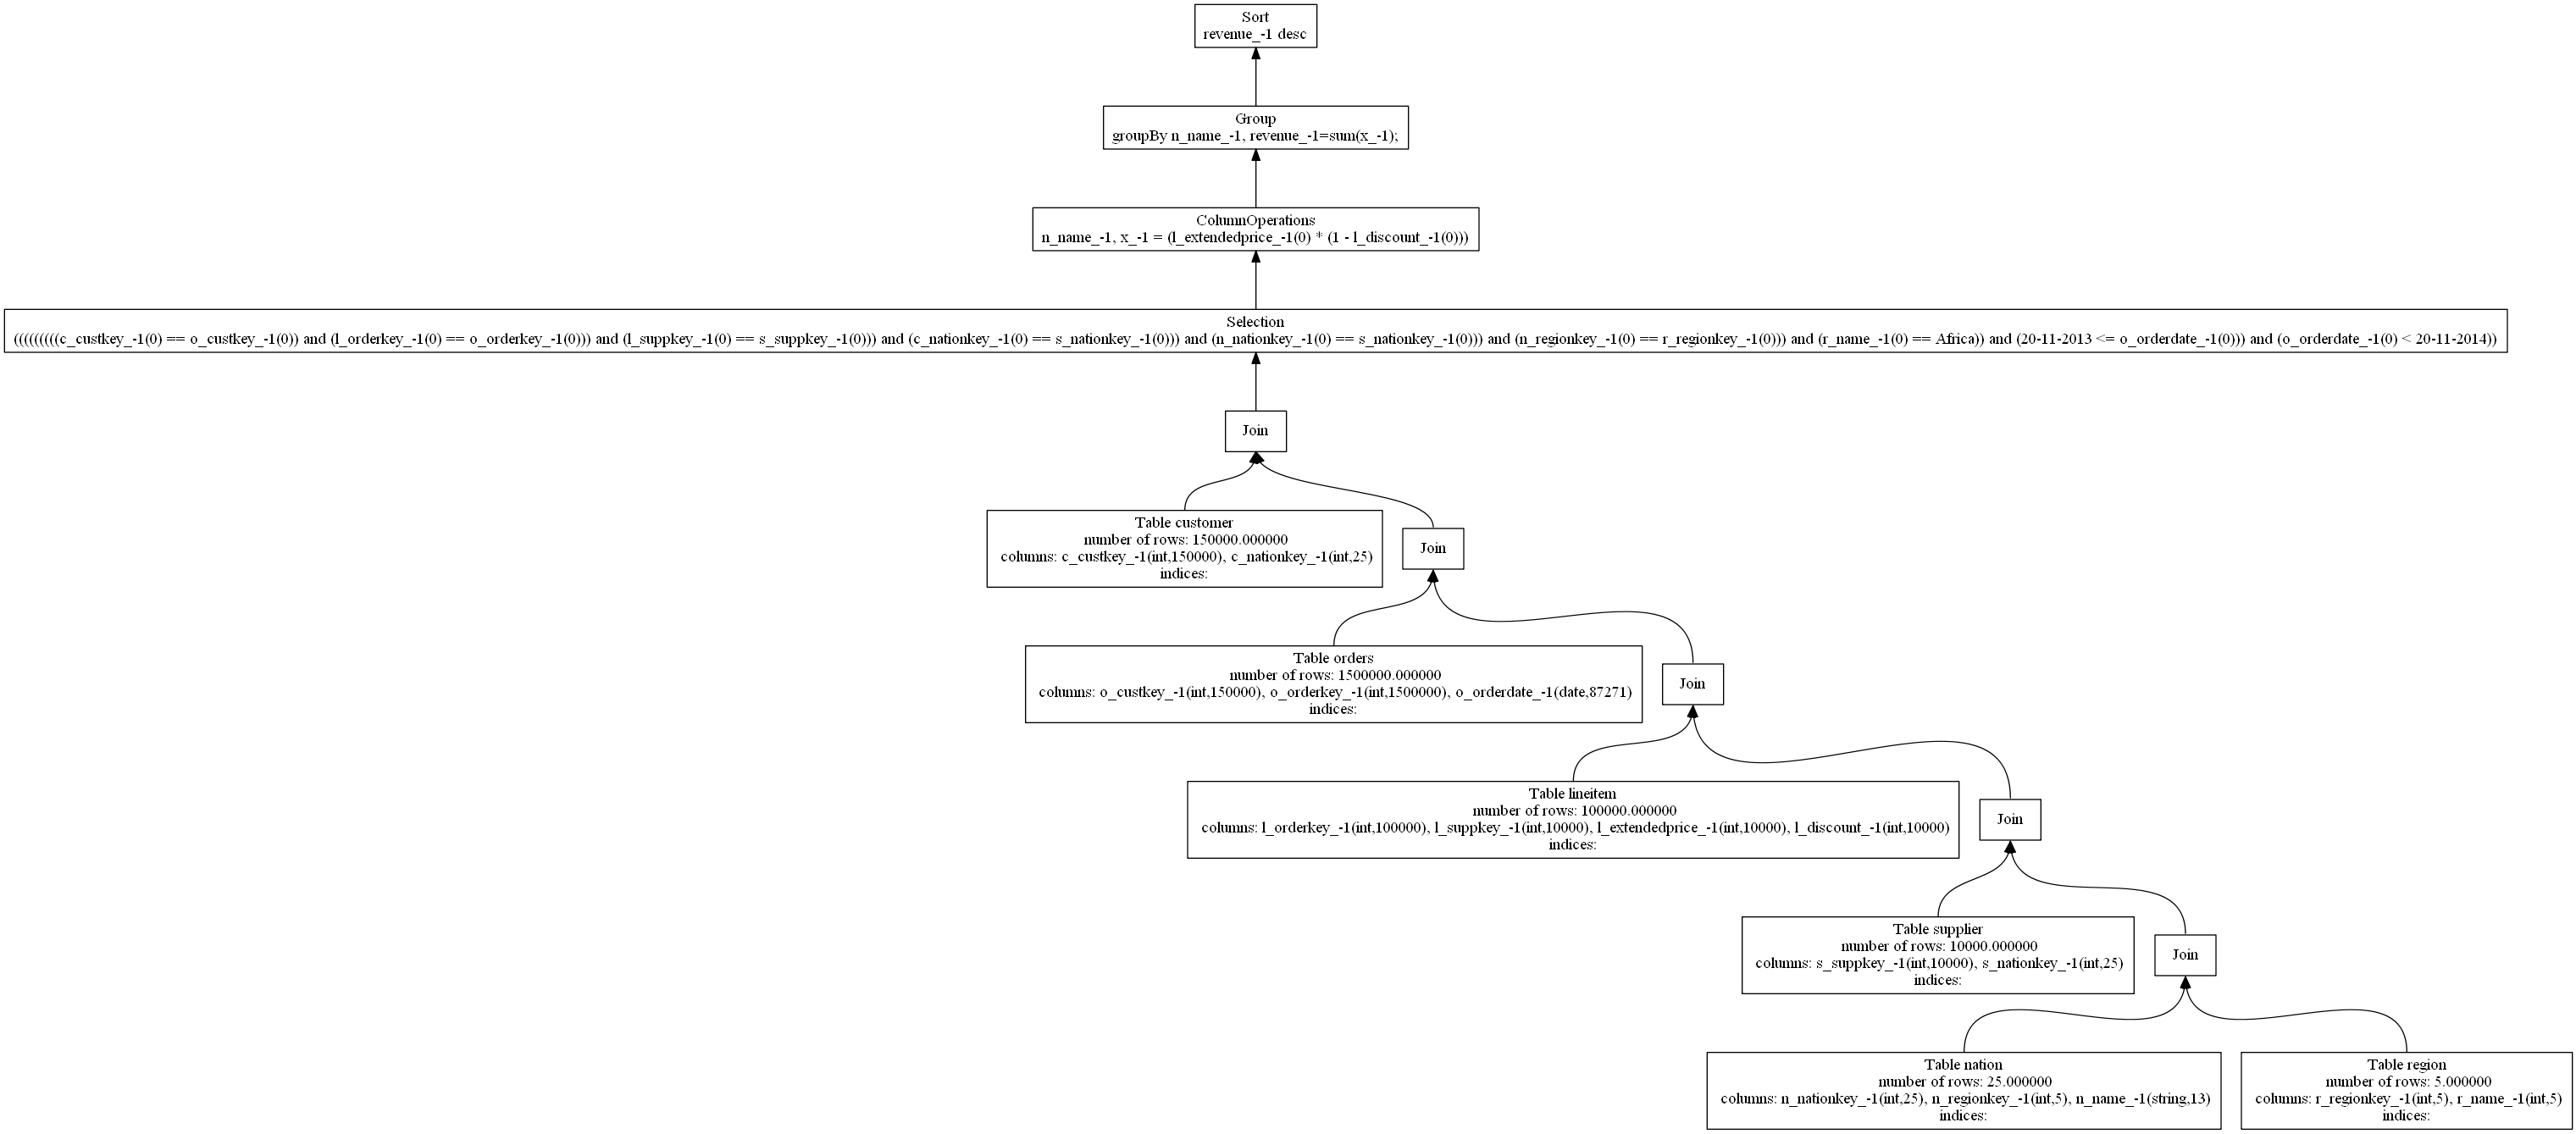 Sort
revenue_-1 desc
Group
groupBy n_name_-1, revenue_-1=sum(x_-1);
ColumnOperations
n_name_-1, x_-1 = (l_extendedprice_-1(0) * (1 - l_discount_-1(0)))
Selection
(((((((((c_custkey_-1(0) == o_custkey_-1(0)) and (l_orderkey_-1(0) == o_orderkey_-1(0))) and (l_suppkey_-1(0) == s_suppkey_-1(0))) and (c_nationkey_-1(0) == s_nationkey_-1(0))) and (n_nationkey_-1(0) == s_nationkey_-1(0))) and (n_regionkey_-1(0) == r_regionkey_-1(0))) and (r_name_-1(0) == Africa)) and (20-11-2013 <= o_orderdate_-1(0))) and (o_orderdate_-1(0) < 20-11-2014))
Join
Table customer
number of rows: 150000.000000
columns: c_custkey_-1(int,150000), c_nationkey_-1(int,25)
indices:
Join
Table orders
number of rows: 1500000.000000
columns: o_custkey_-1(int,150000), o_orderkey_-1(int,1500000), o_orderdate_-1(date,87271)
indices:
Join
Table lineitem
number of rows: 100000.000000
columns: l_orderkey_-1(int,100000), l_suppkey_-1(int,10000), l_extendedprice_-1(int,10000), l_discount_-1(int,10000)
indices:
Join
Table supplier
number of rows: 10000.000000
columns: s_suppkey_-1(int,10000), s_nationkey_-1(int,25)
indices:
Join
Table nation
number of rows: 25.000000
columns: n_nationkey_-1(int,25), n_regionkey_-1(int,5), n_name_-1(string,13)
indices:
Table region
number of rows: 5.000000
columns: r_regionkey_-1(int,5), r_name_-1(int,5)
indices: